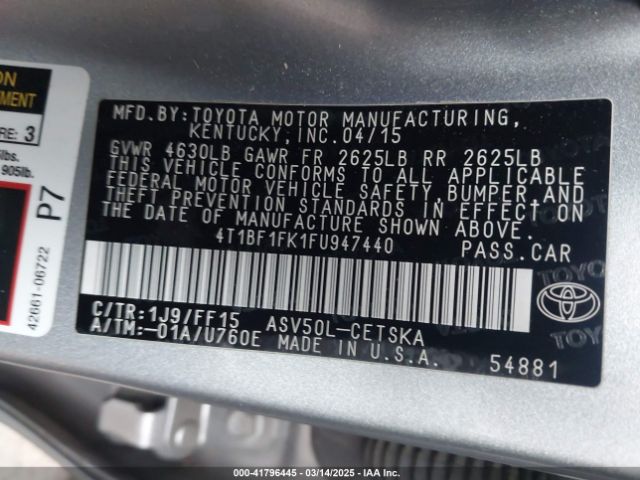 ON
TMENT
RE: 3
lbs.
905lb.
P7
42661-06722
MFD.BY:TOYOTA MOTOR MANUFACTURING,
KENTUCKY,INC.04/15
GVWR 4630LB GAWR FR 2625LB RR 2625LB
THIS VEHICLE CONFORMS TO ALL APPLICABLE
FEDERAL MOTOR VEHICLE SAFETY,BUMPER,AND
THEFT PREVENTION STANDARDS IN EFFECT ON
THE DATE OF MANUFACTURE SHOWN ABOVE.
4T1BF1FK1FU947440 PASS.CAR
C/TR:1J9/FF15 ASV50L-CETSKA
A/TM:-01A/U760E MADE IN U.S.A.
54881
TOYOTA
000-41796445 - 03/14/2025 - IAA Inc.